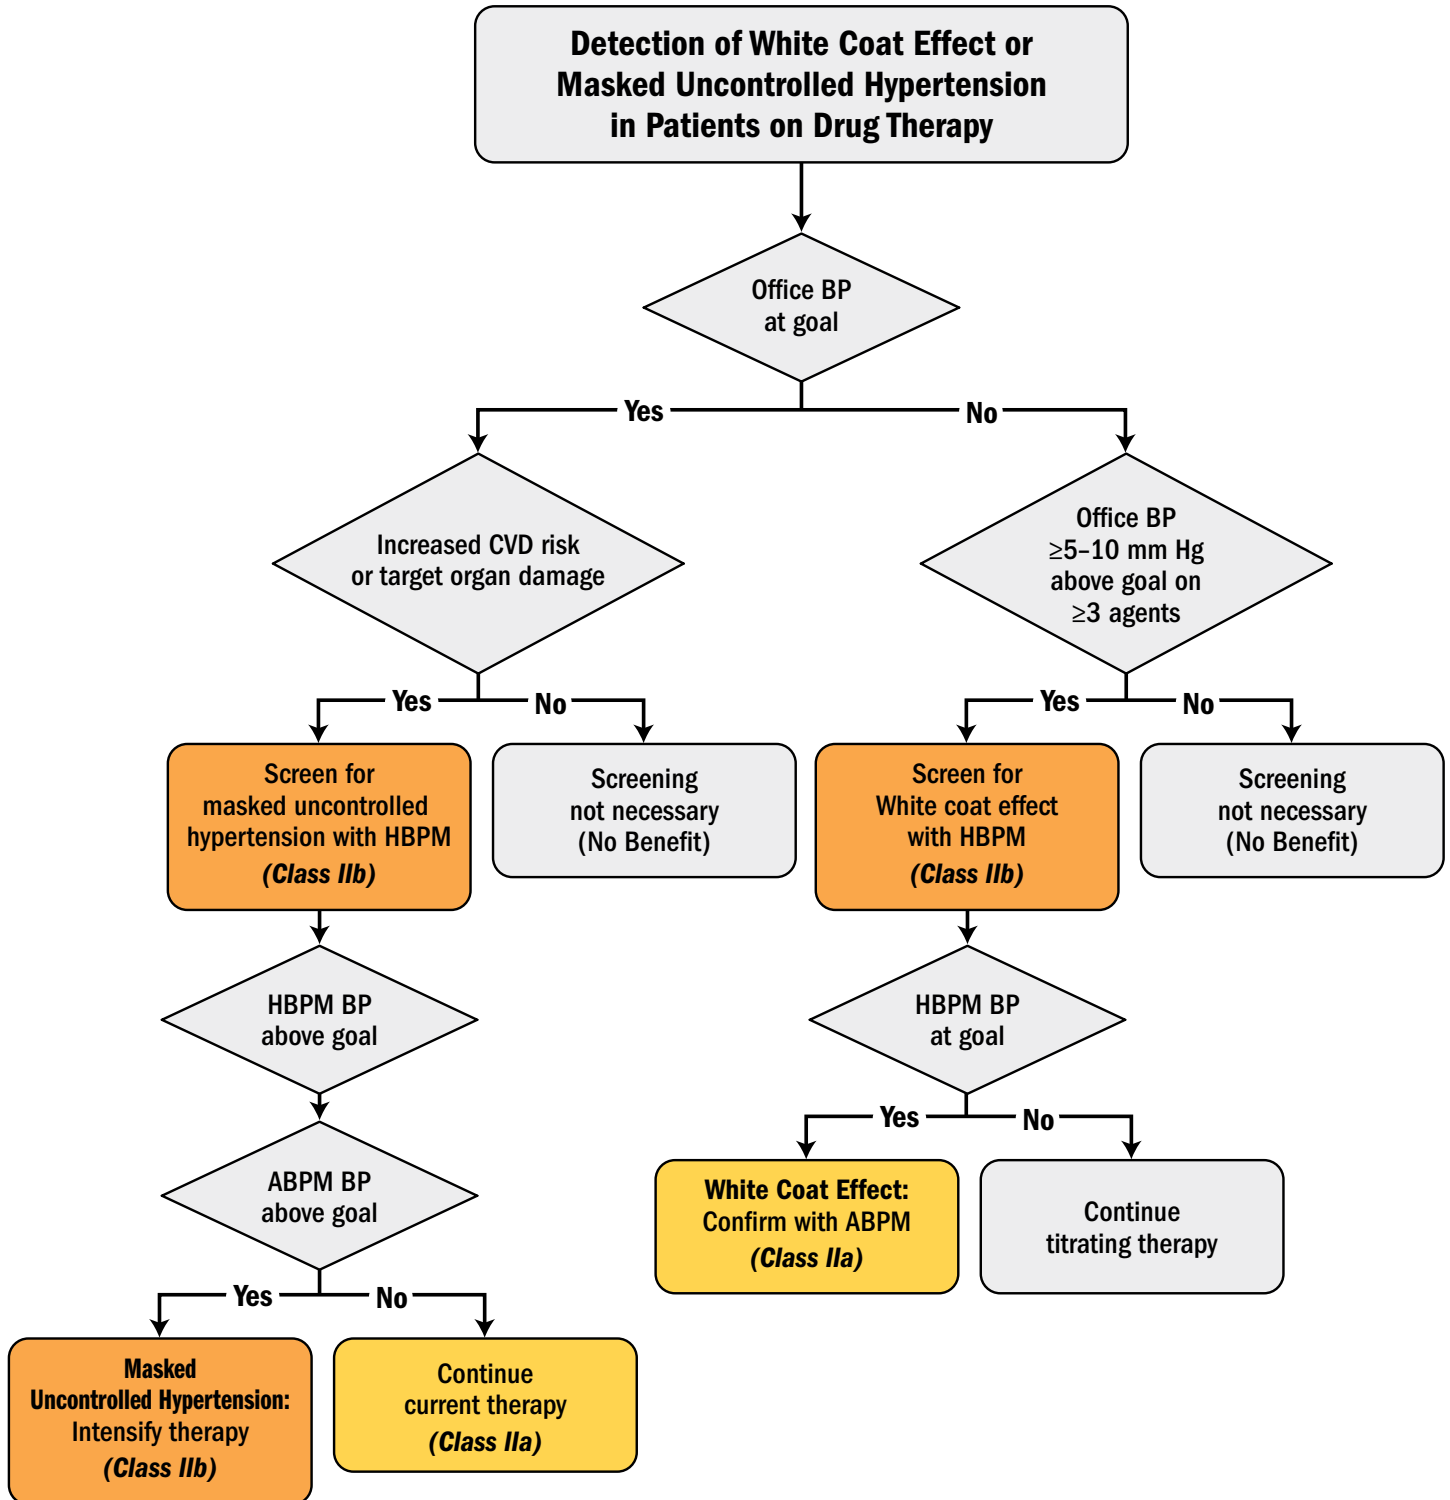 Detection of White Coat Effect or
Masked Uncontrolled Hypertension
in Patients on Drug Therapy
Office BP
at goal
Yes
No
Increased CVD risk
or target organ damage
Office BP
≥5–10 mm Hg
above goal on
≥3 agents
Yes
No
Yes
No
Screen for
masked uncontrolled
hypertension with HBPM
(Class IIb)
Screening
not necessary
(No Benefit)
Screen for
White coat effect
with HBPM
(Class IIb)
Screening
not necessary
(No Benefit)
HBPM BP
above goal
HBPM BP
at goal
Yes
No
ABPM BP
above goal
White Coat Effect:
Confirm with ABPM
(Class IIa)
Continue
titrating therapy
Yes
No
Masked
Uncontrolled Hypertension:
Intensify therapy
(Class IIb)
Continue
current therapy
(Class IIa)